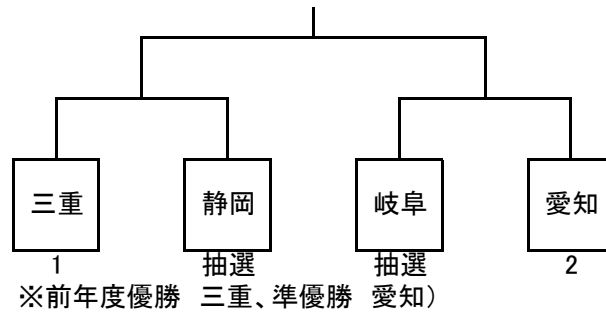 三重 静岡 岐阜 愛知
1 抽選 抽選 2
※前年度優勝 三重、準優勝 愛知）